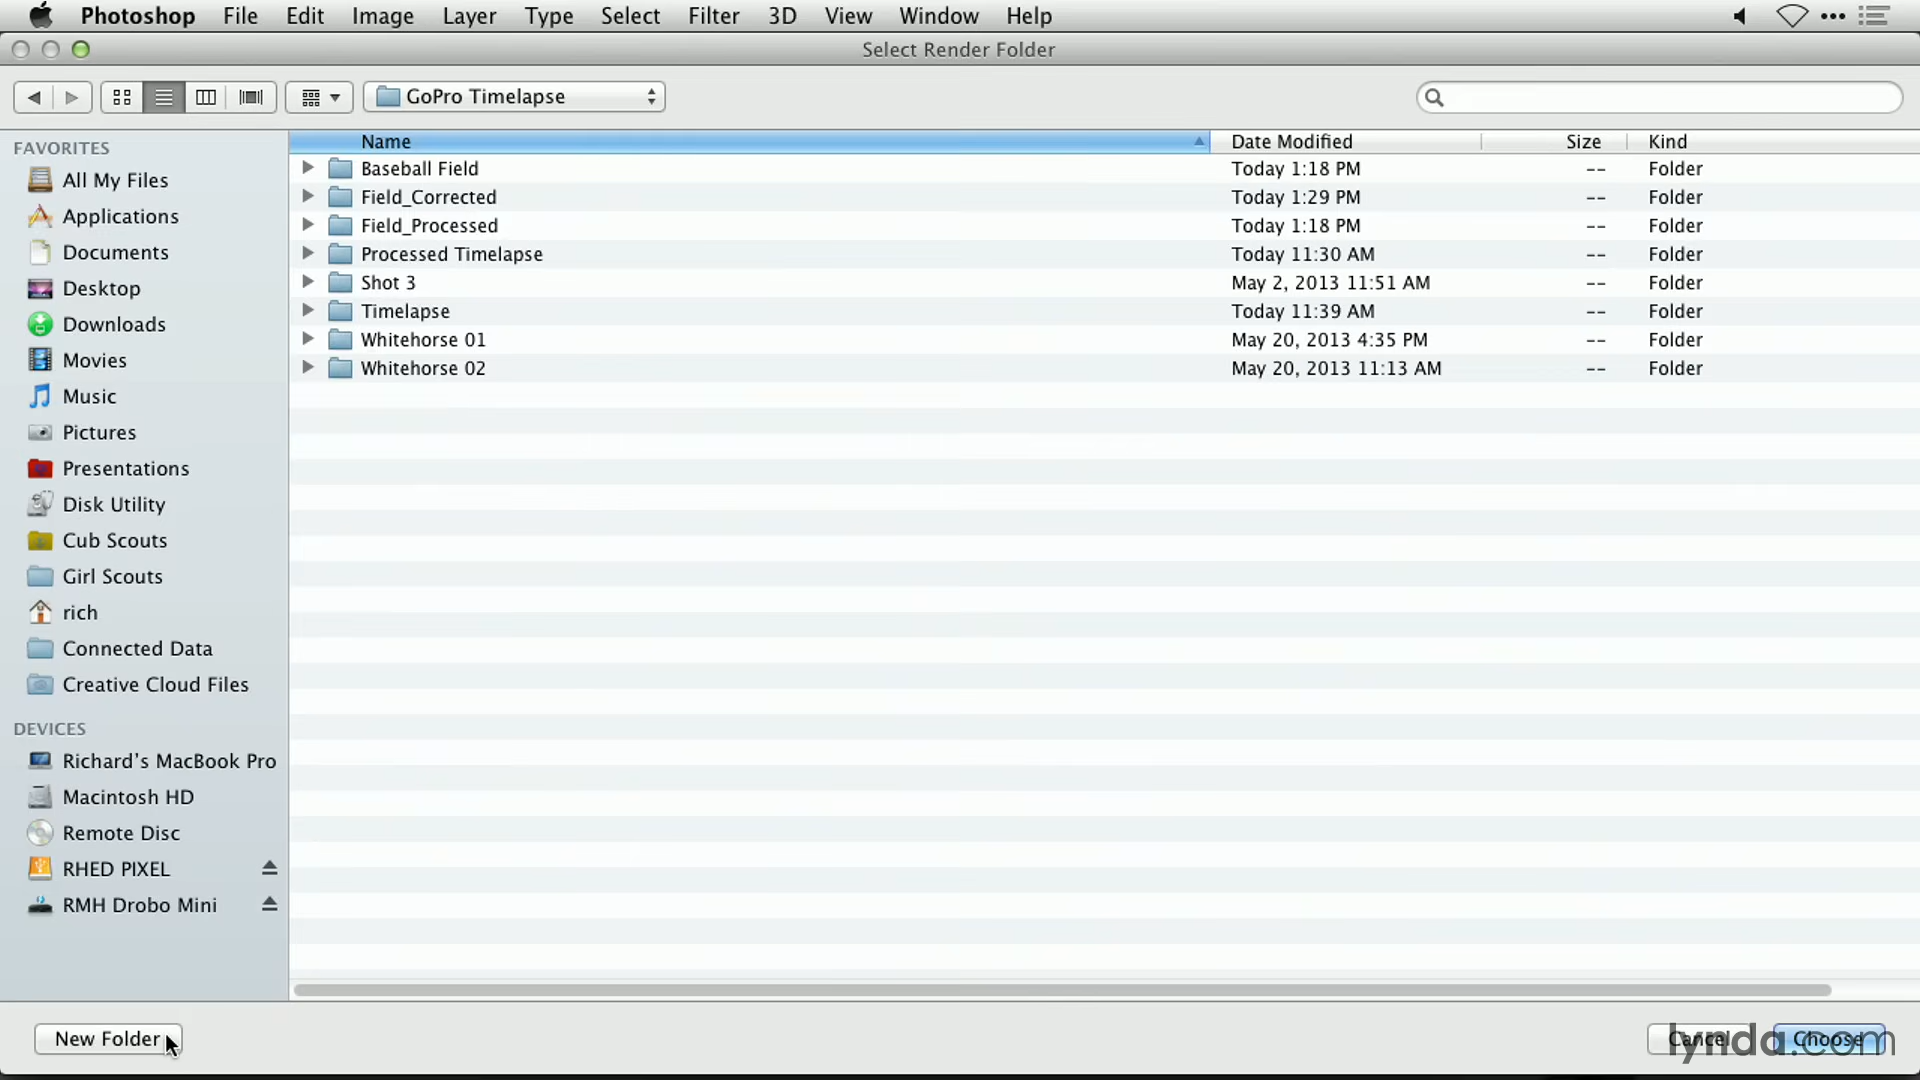 Photoshop File Edit Image Layer Type Select Filter 3D View Window Help
Select Render Folder
GoPro Timelapse
FAVORITES
All My Files
Applications
Documents
Desktop
Downloads
Movies
Music
Pictures
Presentations
Disk Utility
Cub Scouts
Girl Scouts
rich
Connected Data
Creative Cloud Files
DEVICES
Richard's MacBook Pro
Macintosh HD
Remote Disc
RHED PIXEL
RMH Drobo Mini
Name Date Modified Size Kind
Baseball Field Today 1:18 PM -- Folder
Field_Corrected Today 1:29 PM -- Folder
Field_Processed Today 1:18 PM -- Folder
Processed Timelapse Today 11:30 AM -- Folder
Shot 3 May 2, 2013 11:51 AM -- Folder
Timelapse Today 11:39 AM -- Folder
Whitehorse 01 May 20, 2013 4:35 PM -- Folder
Whitehorse 02 May 20, 2013 11:13 AM -- Folder
New Folder Cancel Choose
lynda.com